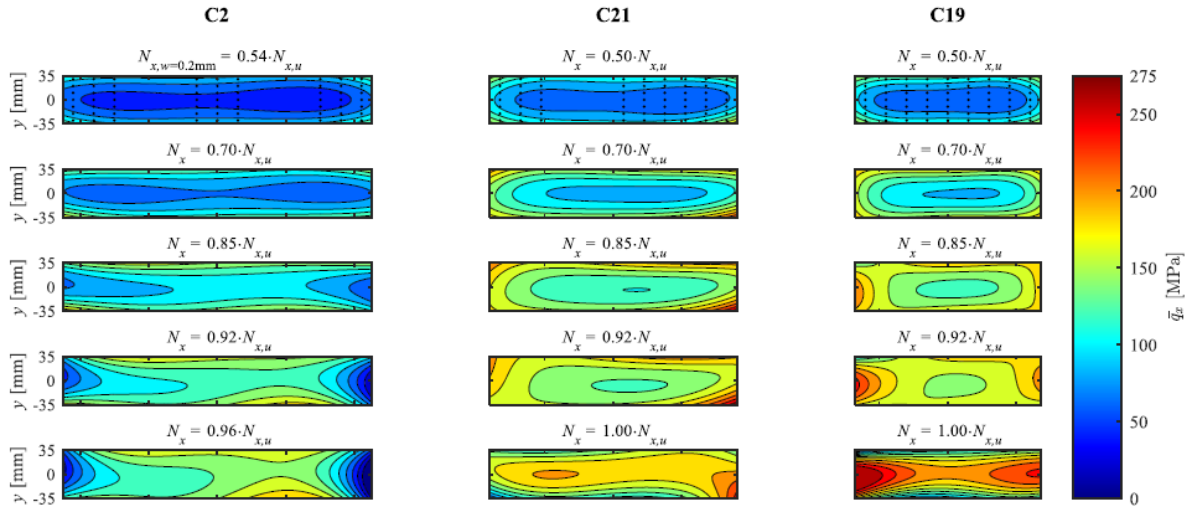 C2 C21 C19
N_{x,w=0.2mm} = 0.54·N_{x,u} N_x = 0.50·N_{x,u} N_x = 0.50·N_{x,u}
y [mm] 35 0 -35
N_x = 0.70·N_{x,u} N_x = 0.70·N_{x,u} N_x = 0.70·N_{x,u}
y [mm] 35 0 -35
N_x = 0.85·N_{x,u} N_x = 0.85·N_{x,u} N_x = 0.85·N_{x,u}
y [mm] 35 0 -35
N_x = 0.92·N_{x,u} N_x = 0.92·N_{x,u} N_x = 0.92·N_{x,u}
y [mm] 35 0 -35
N_x = 0.96·N_{x,u} N_x = 1.00·N_{x,u} N_x = 1.00·N_{x,u}
y [mm] 35 0 -35
275
250
200
150
100
50
0
q̄_x [MPa]